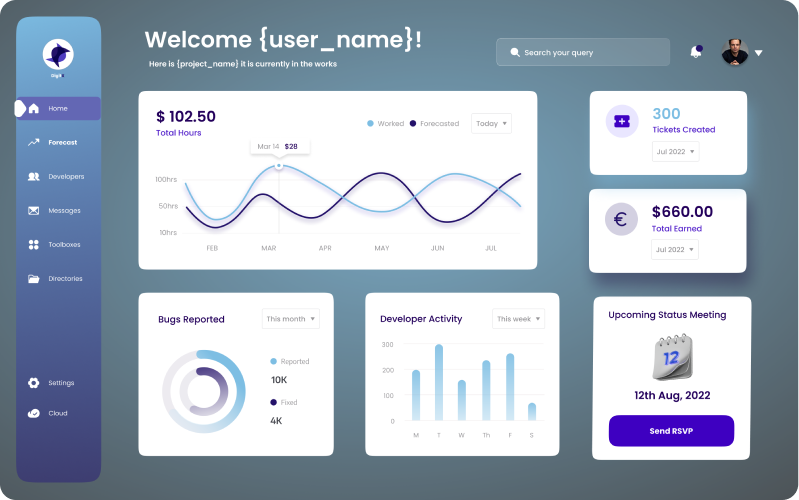 Welcome {user_name}!
Here is {project_name} it is currently in the works
Search your query
Home
Forecast
Developers
Messages
Toolboxes
Directories
Settings
Cloud
$ 102.50
Total Hours
Worked
Forecasted
Today
Mar 14. $28
100hrs
50hrs
10hrs
FEB MAR APR MAY JUN JUL
300
Tickets Created
Jul 2022
€
$660.00
Total Earned
Jul 2022
Bugs Reported
This month
Reported
10K
Fixed
4K
Developer Activity
This week
300
200
100
0
M T W Th F S
Upcoming Status Meeting
12
12th Aug, 2022
Send RSVP